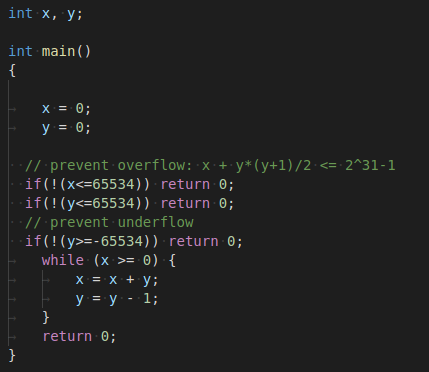 int x, y;
int main()
{
x = 0;
y = 0;
// prevent overflow: x + y*(y+1)/2 <= 2^31-1
if(!(x<=65534)) return 0;
if(!(y<=65534)) return 0;
// prevent underflow
if(!(y>=-65534)) return 0;
while (x >= 0) {
x = x + y;
y = y - 1;
}
return 0;
}